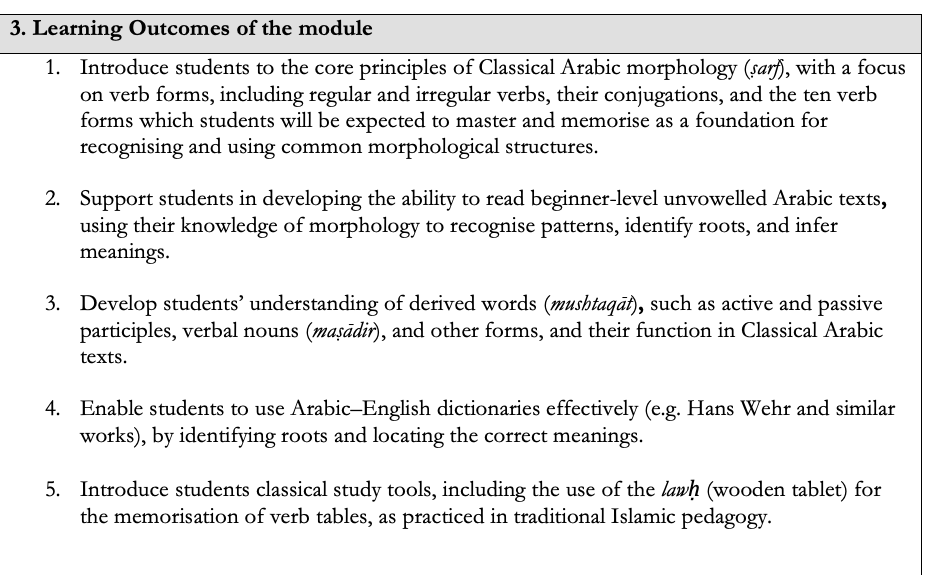 3. Learning Outcomes of the module
1. Introduce students to the core principles of Classical Arabic morphology (ṣarf), with a focus
on verb forms, including regular and irregular verbs, their conjugations, and the ten verb
forms which students will be expected to master and memorise as a foundation for
recognising and using common morphological structures.
2. Support students in developing the ability to read beginner-level unvowelled Arabic texts,
using their knowledge of morphology to recognise patterns, identify roots, and infer
meanings.
3. Develop students’ understanding of derived words (mushtaqāt), such as active and passive
participles, verbal nouns (maṣādir), and other forms, and their function in Classical Arabic
texts.
4. Enable students to use Arabic–English dictionaries effectively (e.g. Hans Wehr and similar
works), by identifying roots and locating the correct meanings.
5. Introduce students classical study tools, including the use of the lawḥ (wooden tablet) for
the memorisation of verb tables, as practiced in traditional Islamic pedagogy.